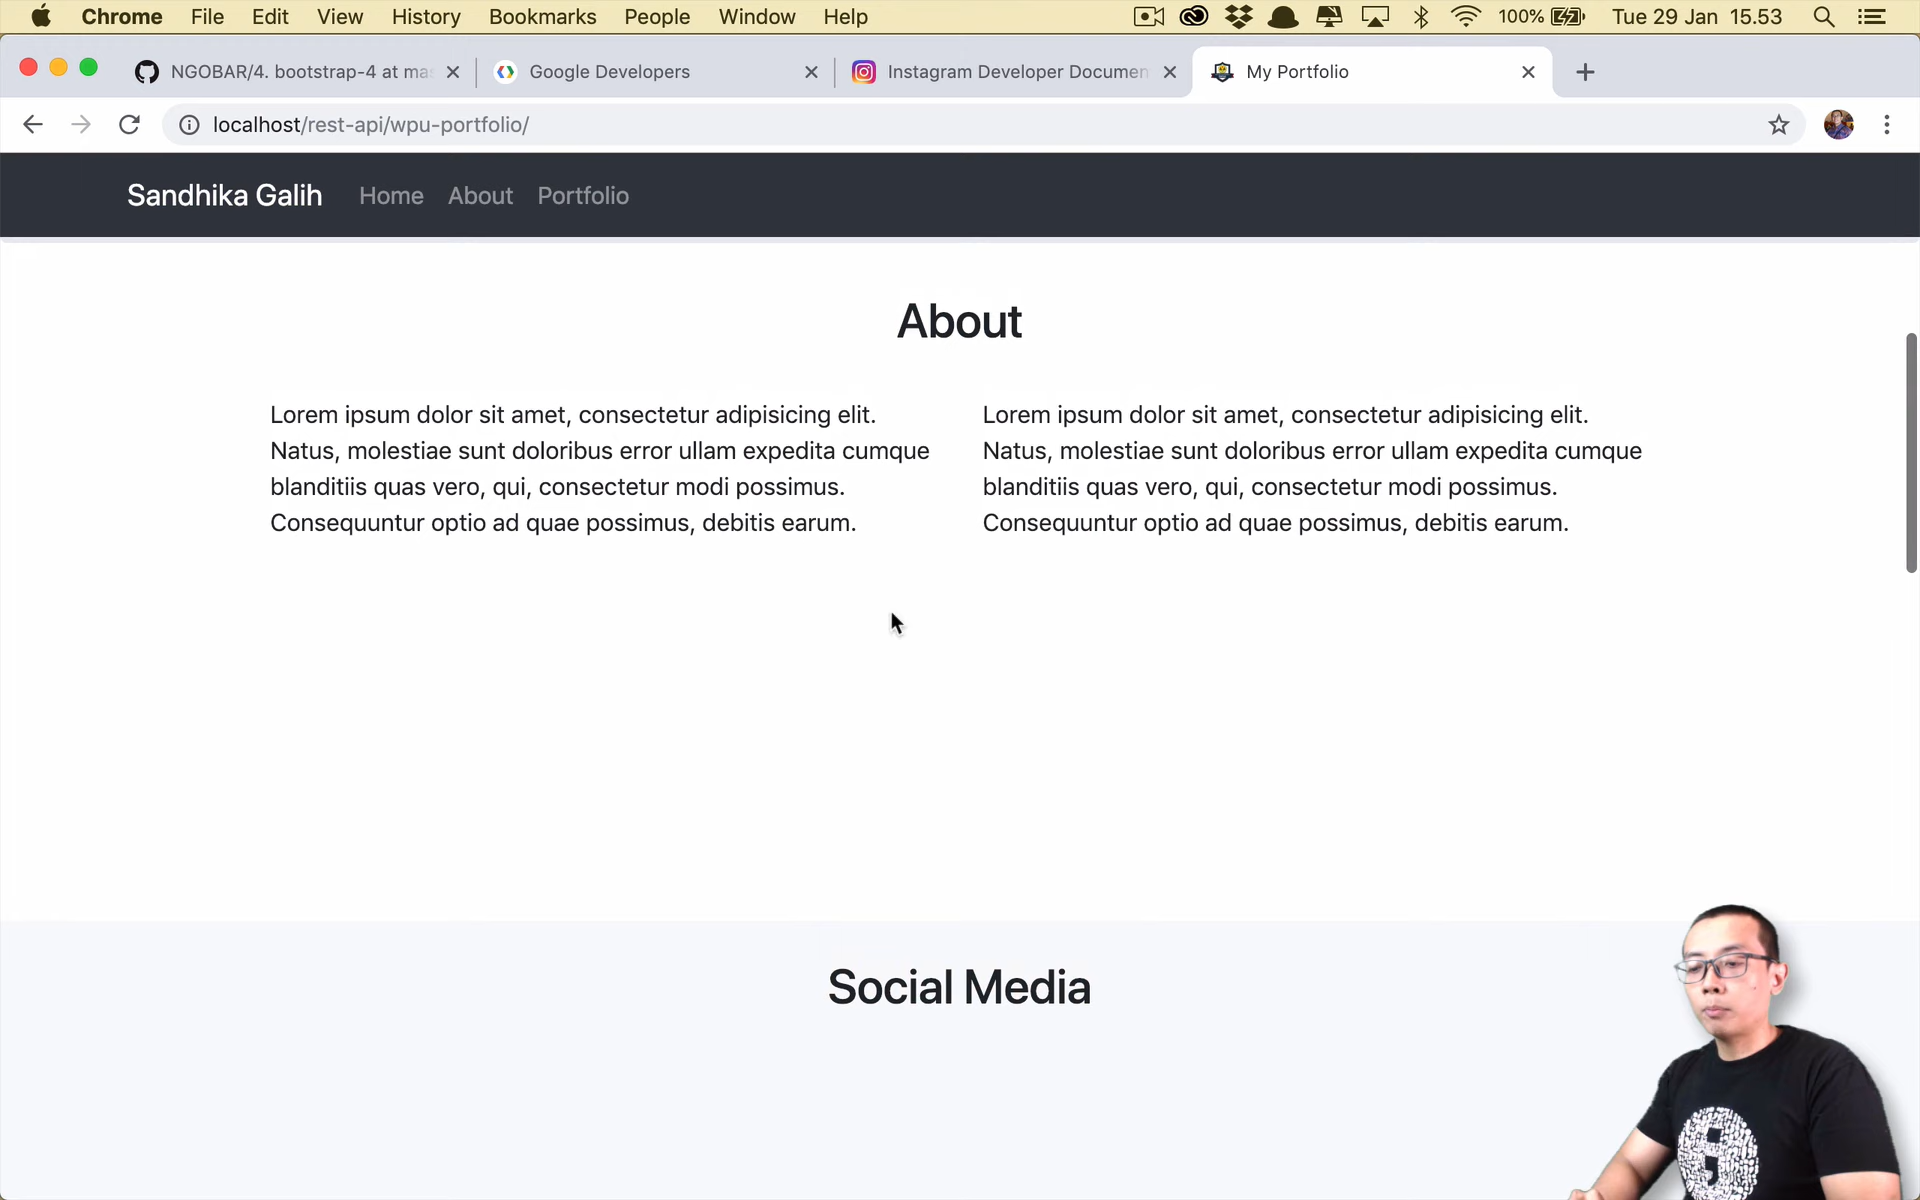 Chrome File Edit View History Bookmarks People Window Help 100% Tue 29 Jan 15.53
NGOBAR/4. bootstrap-4 at ma Google Developers Instagram Developer Documen My Portfolio
localhost/rest-api/wpu-portfolio/
Sandhika Galih Home About Portfolio
About
Lorem ipsum dolor sit amet, consectetur adipisicing elit.
Natus, molestiae sunt doloribus error ullam expedita cumque
blanditiis quas vero, qui, consectetur modi possimus.
Consequuntur optio ad quae possimus, debitis earum.
Lorem ipsum dolor sit amet, consectetur adipisicing elit.
Natus, molestiae sunt doloribus error ullam expedita cumque
blanditiis quas vero, qui, consectetur modi possimus.
Consequuntur optio ad quae possimus, debitis earum.
Social Media